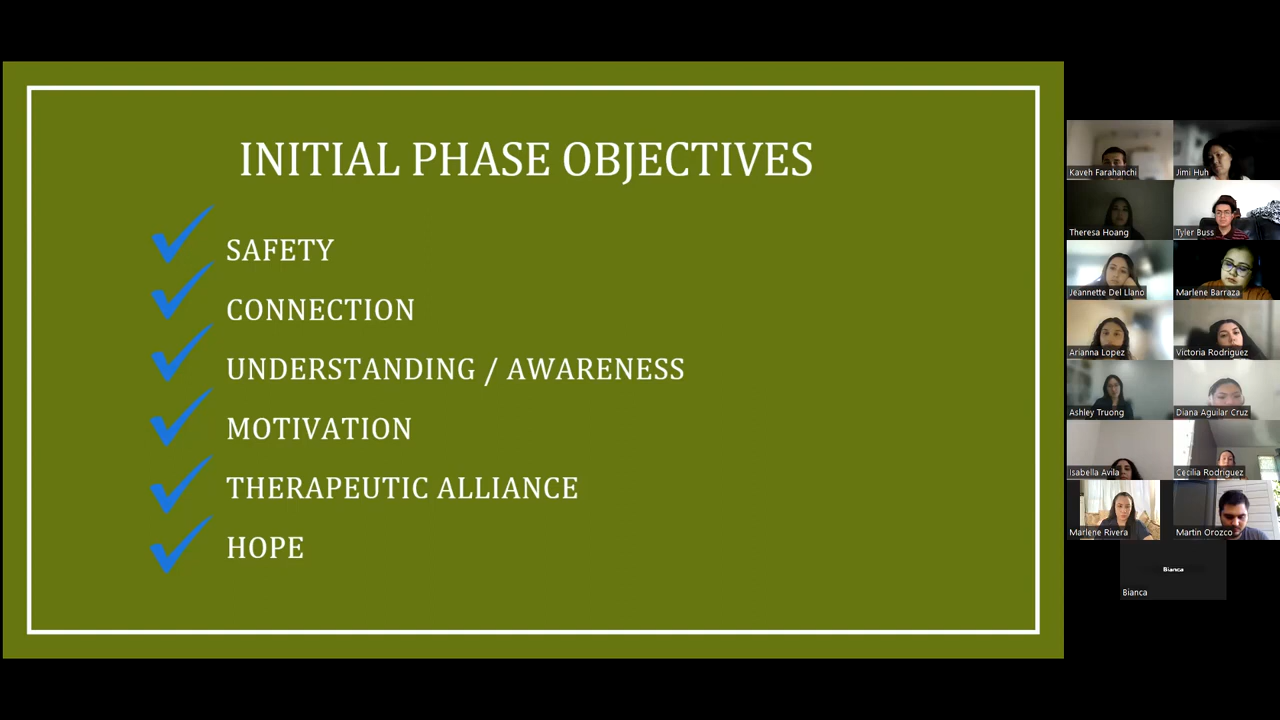 INITIAL PHASE OBJECTIVES
SAFETY
CONNECTION
UNDERSTANDING / AWARENESS
MOTIVATION
THERAPEUTIC ALLIANCE
HOPE
Kaveh Farahanchi
Jimi Huh
Theresa Hoang
Tyler Buss
Jeannette Del Llano
Marlene Barraza
Arianna Lopez
Victoria Rodriguez
Ashley Truong
Diana Aguilar Cruz
Isabella Avila
Cecilia Rodriguez
Marlene Rivera
Martin Orozco
Bianca
Bianca